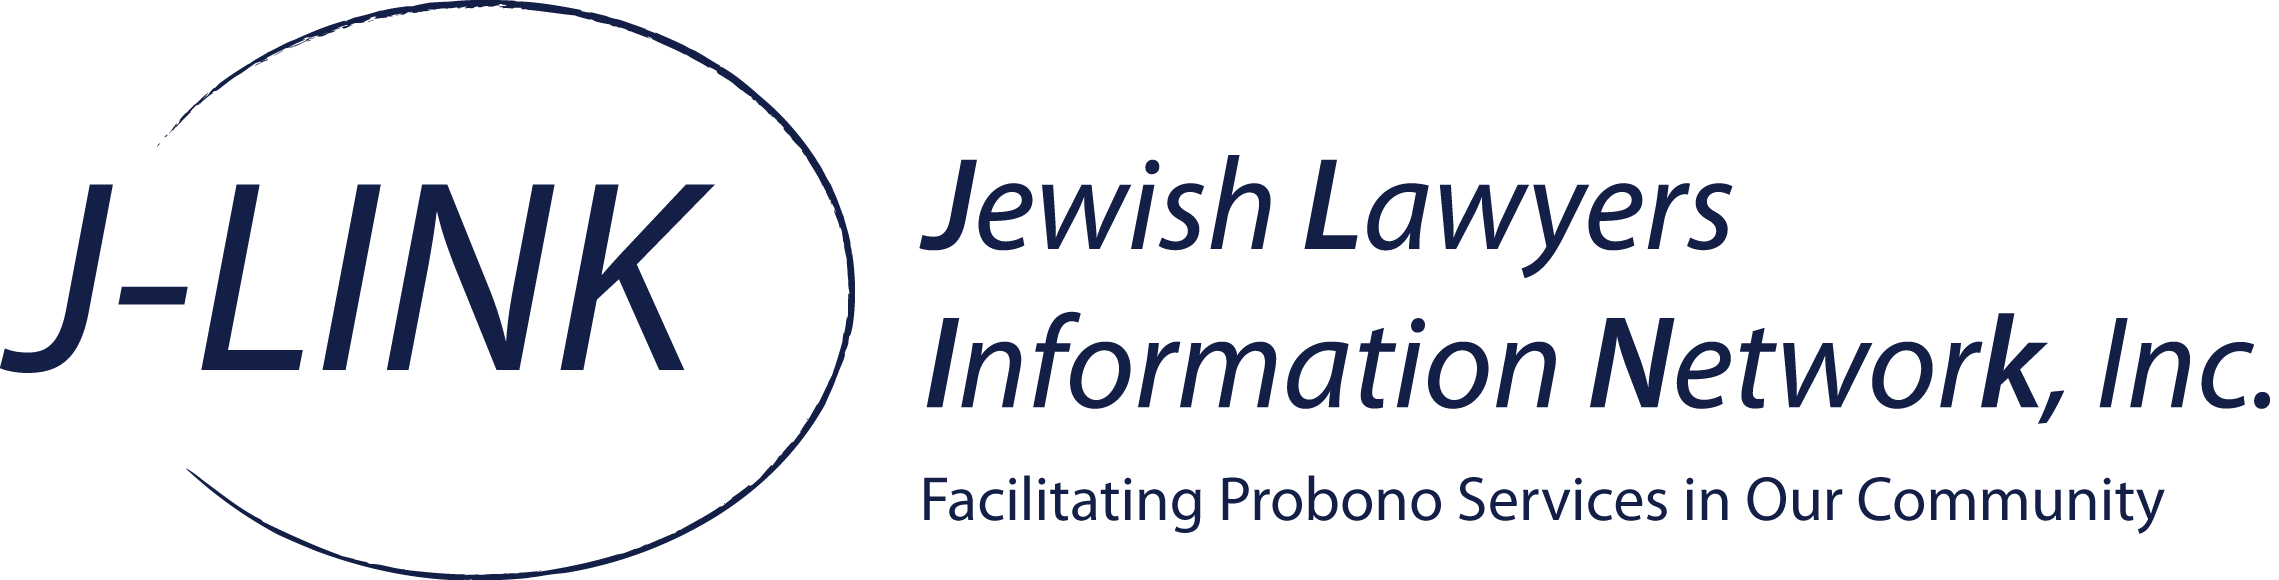 J-LINK
Jewish Lawyers
Information Network, Inc.
Facilitating Probono Services in Our Community